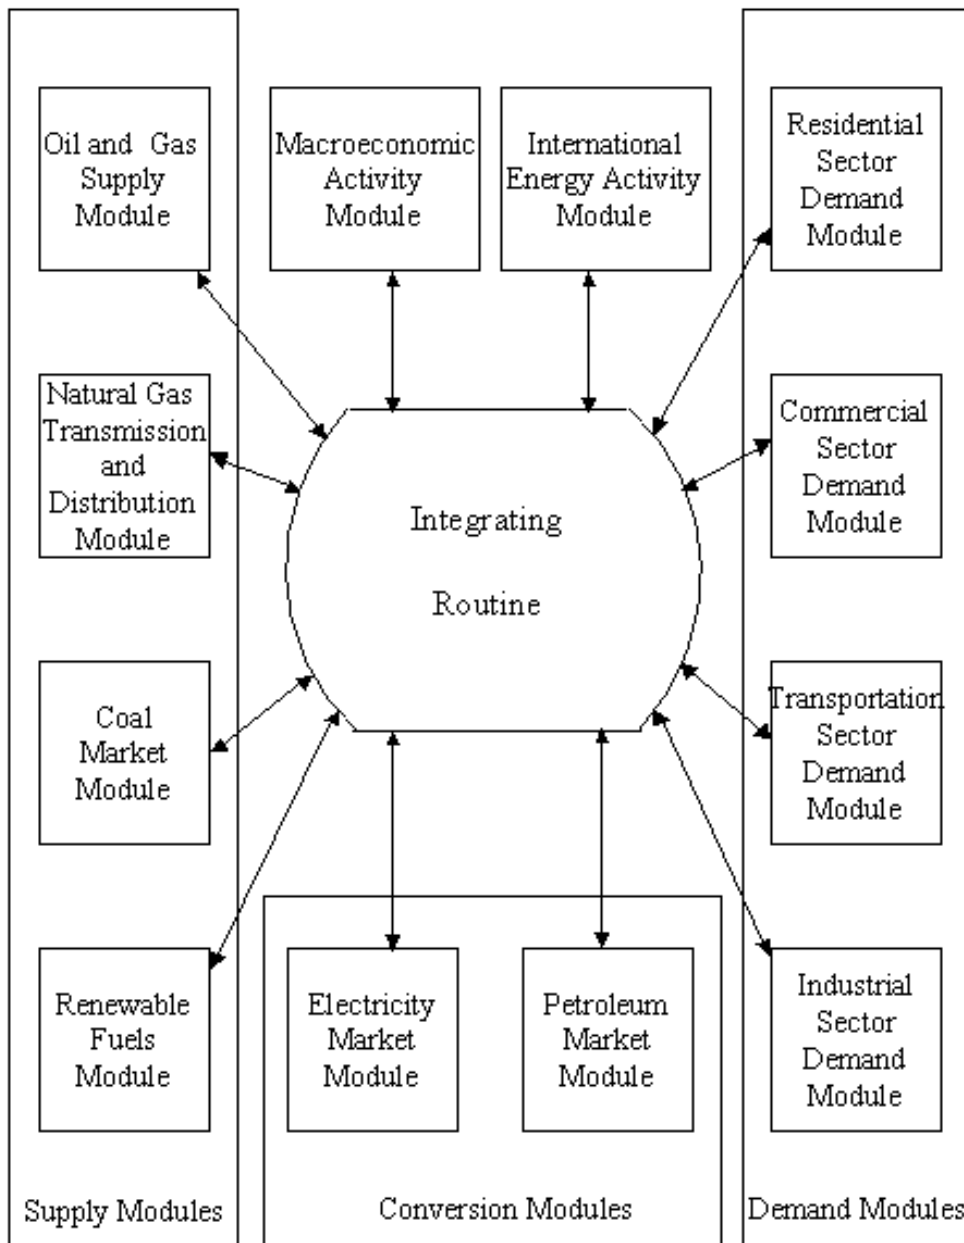 Oil and Gas
Supply
Module
Macroeconomic
Activity
Module
International
Energy Activity
Module
Residential
Sector
Demand
Module
Natural Gas
Transmission
and
Distribution
Module
Commercial
Sector
Demand
Module
Integrating
Routine
Coal
Market
Module
Transportation
Sector
Demand
Module
Renewable
Fuels
Module
Electricity
Market
Module
Petroleum
Market
Module
Industrial
Sector
Demand
Module
Supply Modules
Conversion Modules
Demand Modules